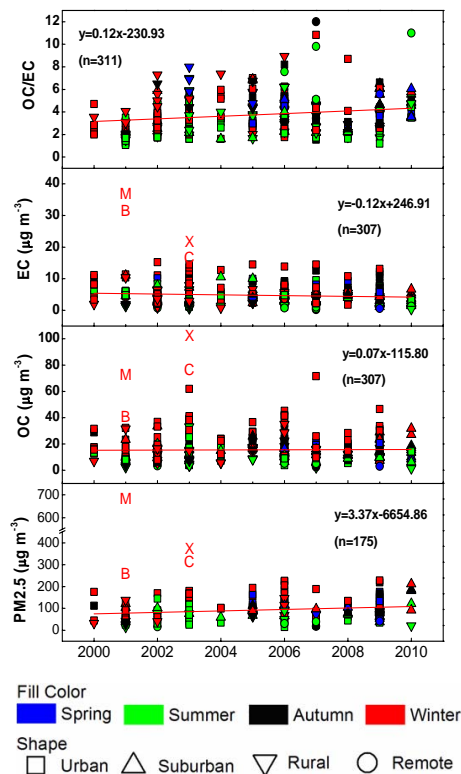 12
y=0.12x-230.93
10
(n=311)
8
OC/EC
6
4
2
0
40
M
B
30
y=-0.12x+246.91
EC (µg m-3)
20
X
(n=307)
C
10
0
100
X
y=0.07x-115.80
80
M
C
(n=307)
OC (µg m-3)
60
40
B
20
0
700
M
600
y=3.37x-6654.86
PM2.5 (µg m-3)
400
X
(n=175)
300
B
C
200
100
0
2000 2002 2004 2006 2008 2010
Fill Color
Spring Summer Autumn Winter
Shape
Urban Suburban Rural Remote